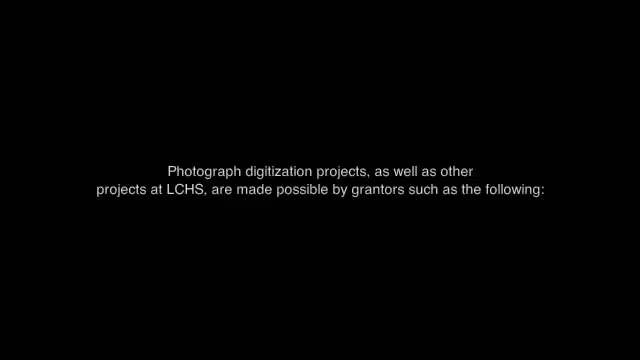 Photograph digitization projects, as well as other
projects at LCHS, are made possible by grantors such as the following: